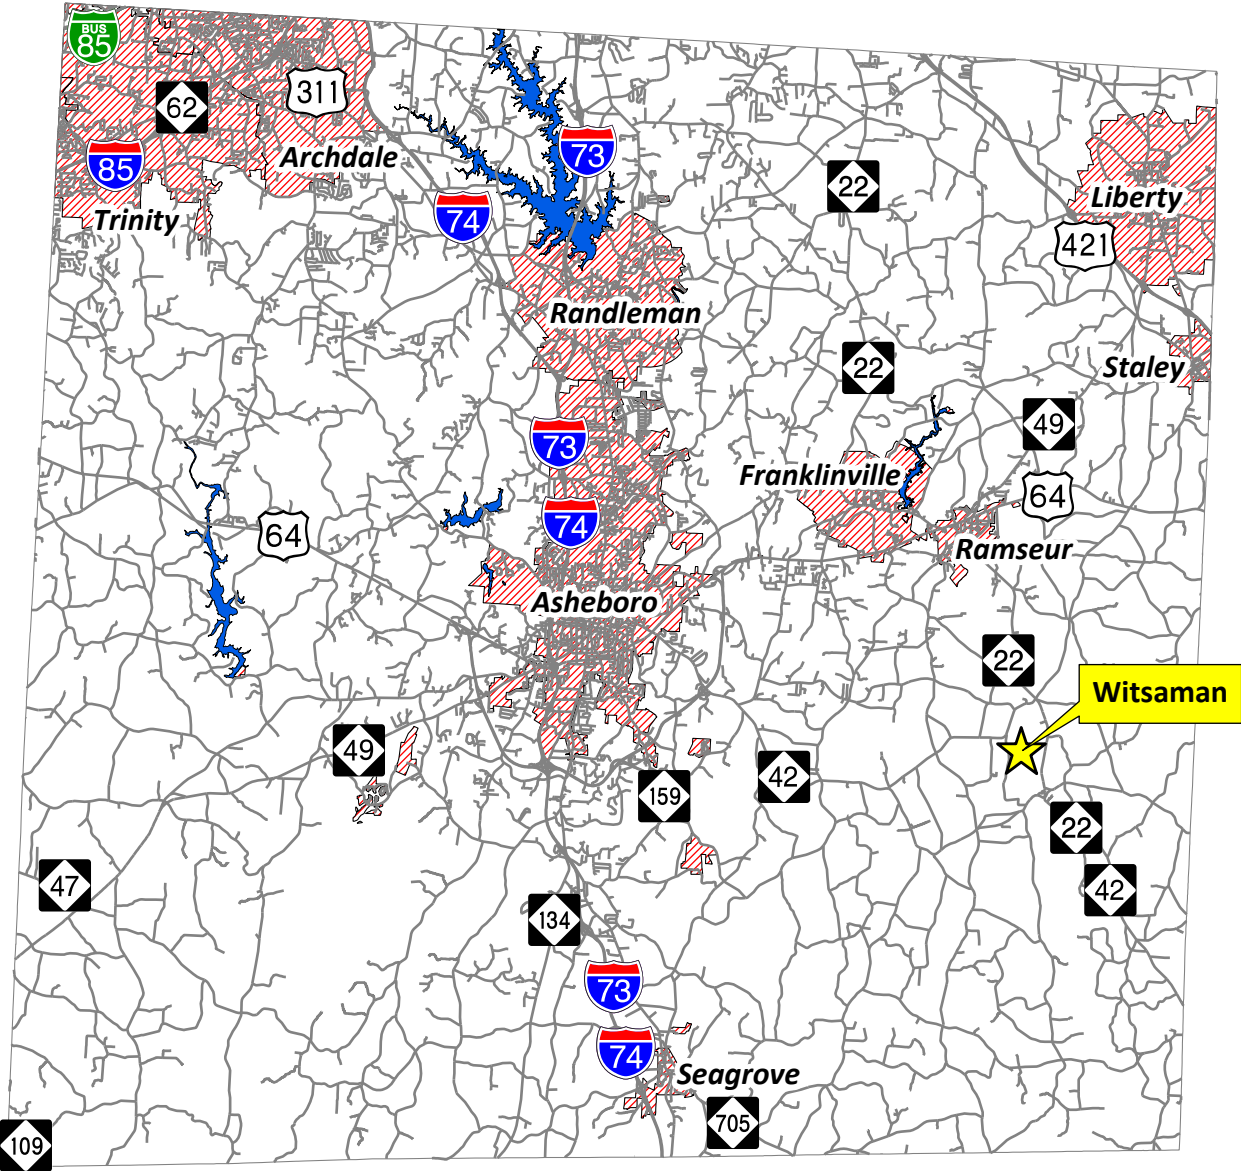 BUS
85
62
311
85
Archdale
Trinity
73
74
22
Liberty
421
Randleman
22
Staley
73
49
Franklinville
64
74
64
Ramseur
Asheboro
22
Witsaman
49
42
159
22
47
42
134
73
74
Seagrove
705
109